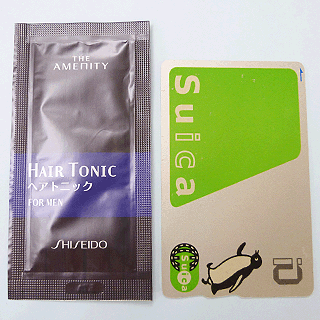 THE
AMENITY
HAIR TONIC
ヘアトニック
FOR MEN
SHISEIDO
Suica
Suica